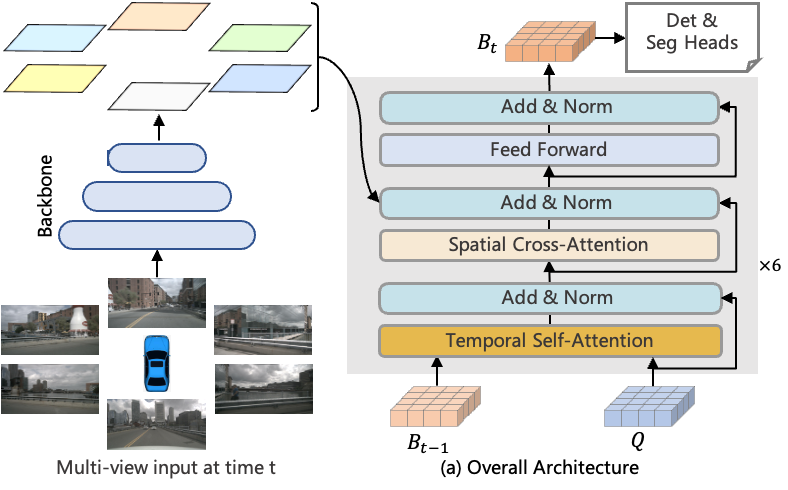 B_t
Det &
Seg Heads
Add & Norm
Feed Forward
Add & Norm
Spatial Cross-Attention
Add & Norm
Temporal Self-Attention
×6
Backbone
B_{t−1}
Q
Multi-view input at time t
(a) Overall Architecture